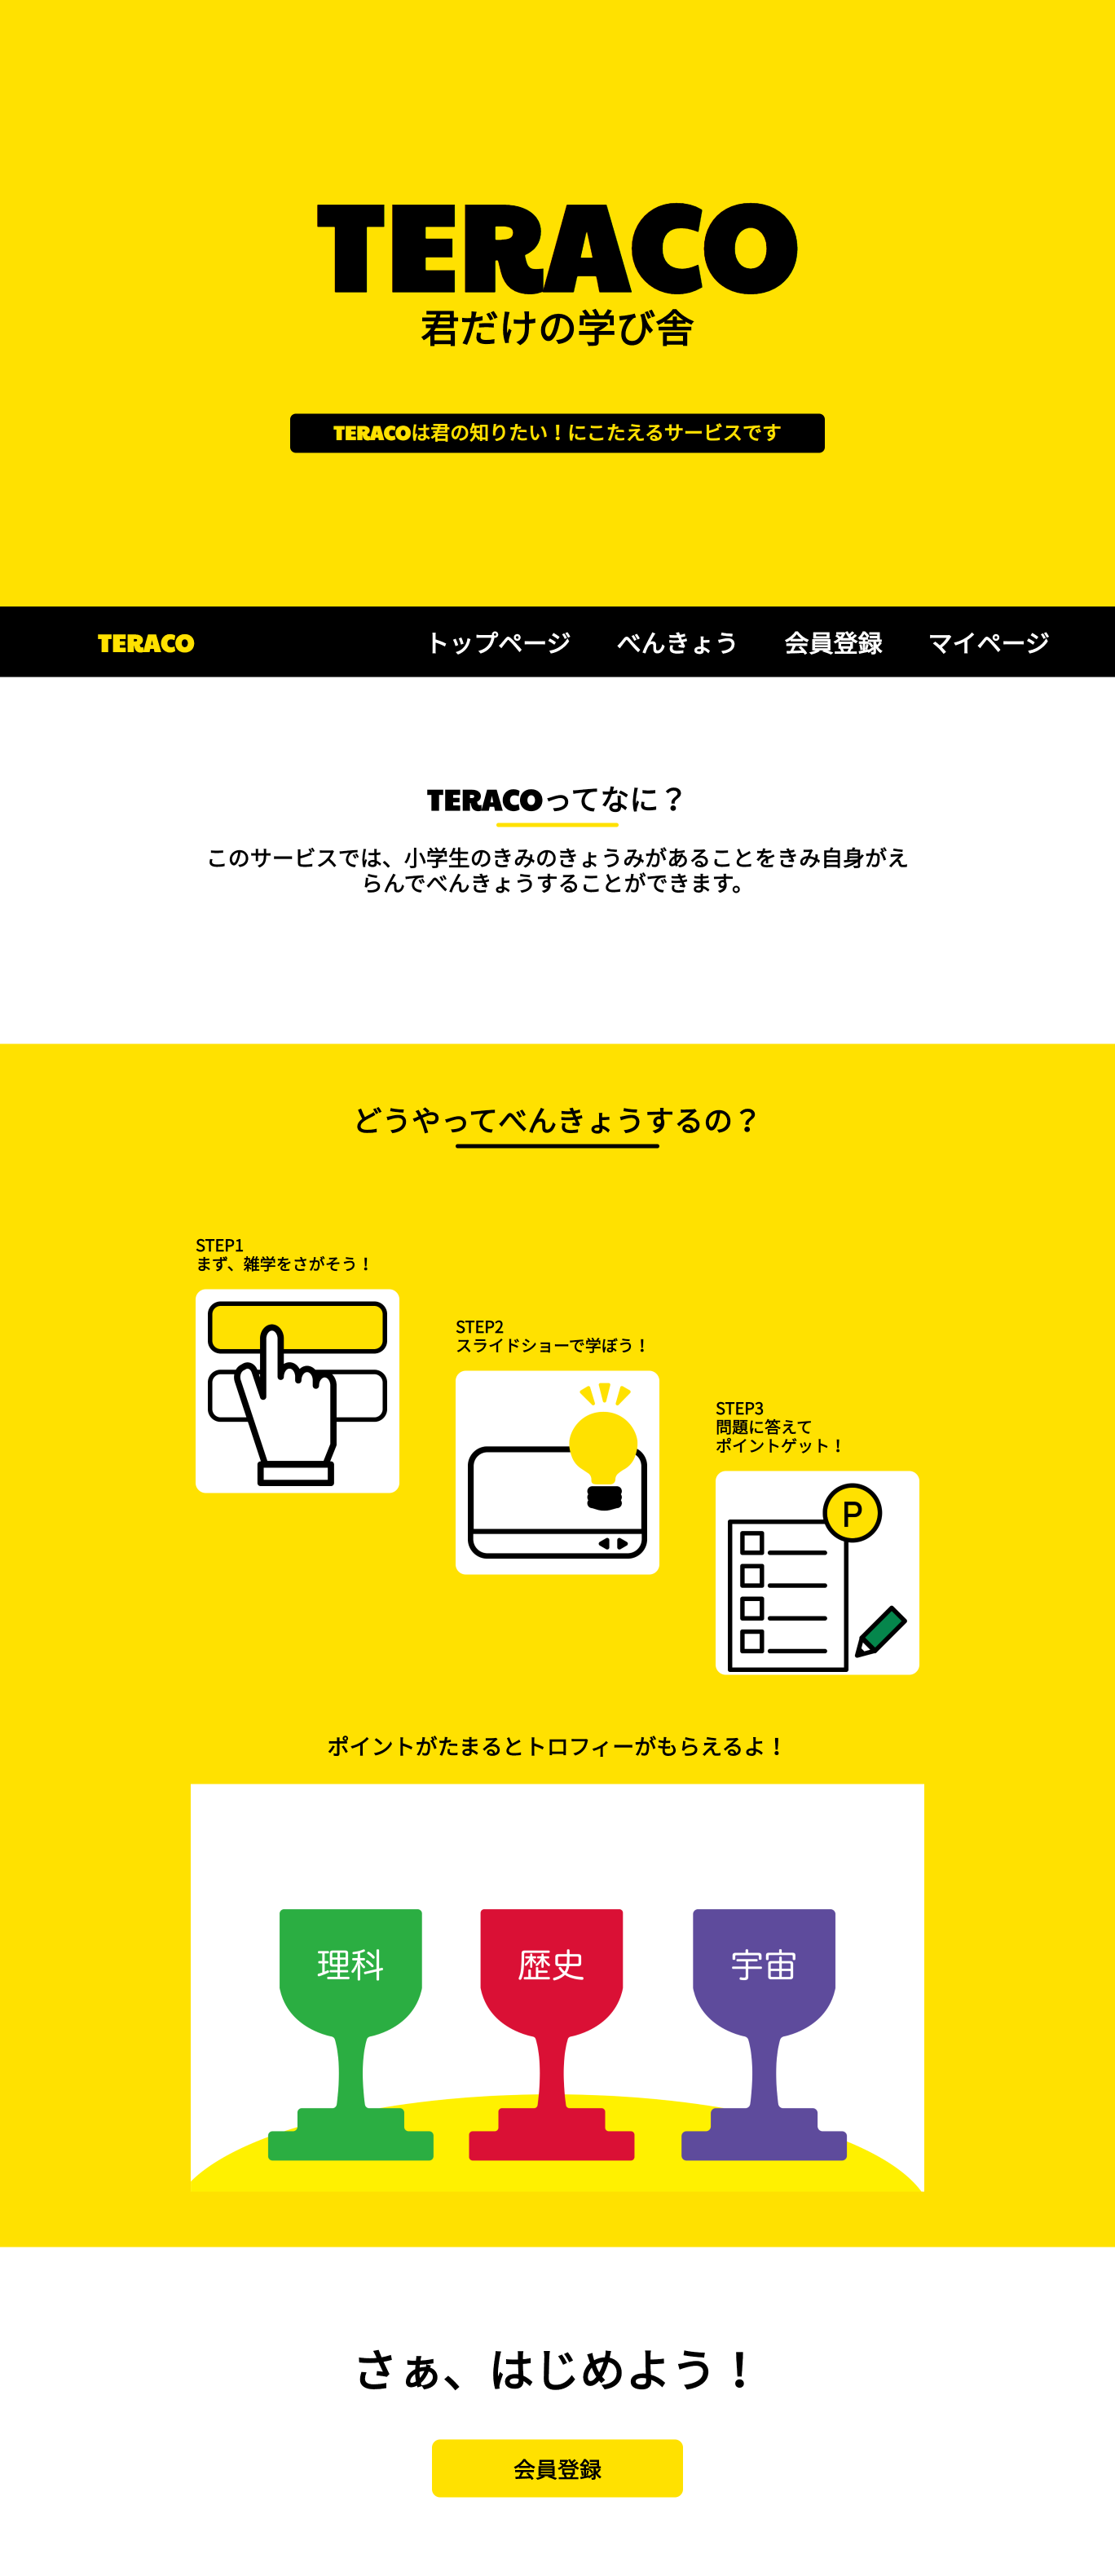 TERACO
君だけの学び舎
TERACOは君の知りたい！にこたえるサービスです
TERACO トップページ べんきょう 会員登録 マイページ
TERACOってなに？
このサービスでは、小学生のきみのきょうみがあることをきみ自身がえ
らんでべんきょうすることができます。
どうやってべんきょうするの？
STEP1
まず、雑学をさがそう！
STEP2
スライドショーで学ぼう！
STEP3
問題に答えて
ポイントゲット！
P
ポイントがたまるとトロフィーがもらえるよ！
理科 歴史 宇宙
さぁ、はじめよう！
会員登録